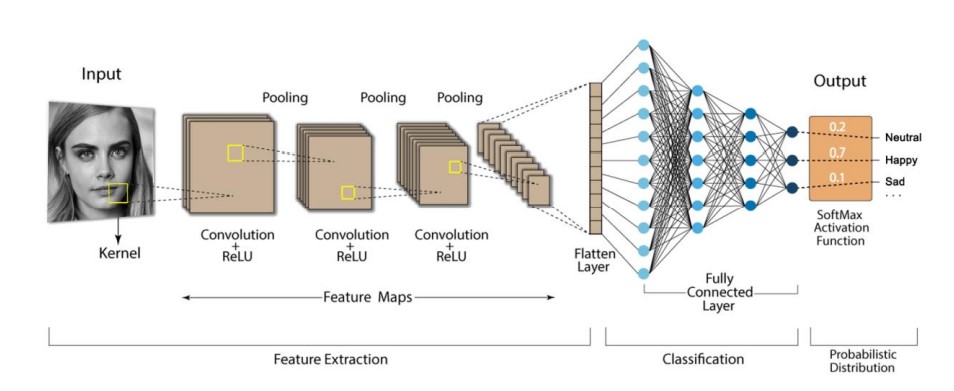 Input
Kernel
Pooling
Pooling
Pooling
Convolution
+
ReLU
Convolution
+
ReLU
Convolution
+
ReLU
Feature Maps
Flatten
Layer
Fully
Connected
Layer
Output
0.2
0.7
0.1
Neutral
Happy
Sad
. . .
SoftMax
Activation
Function
Feature Extraction
Classification
Probabilistic
Distribution